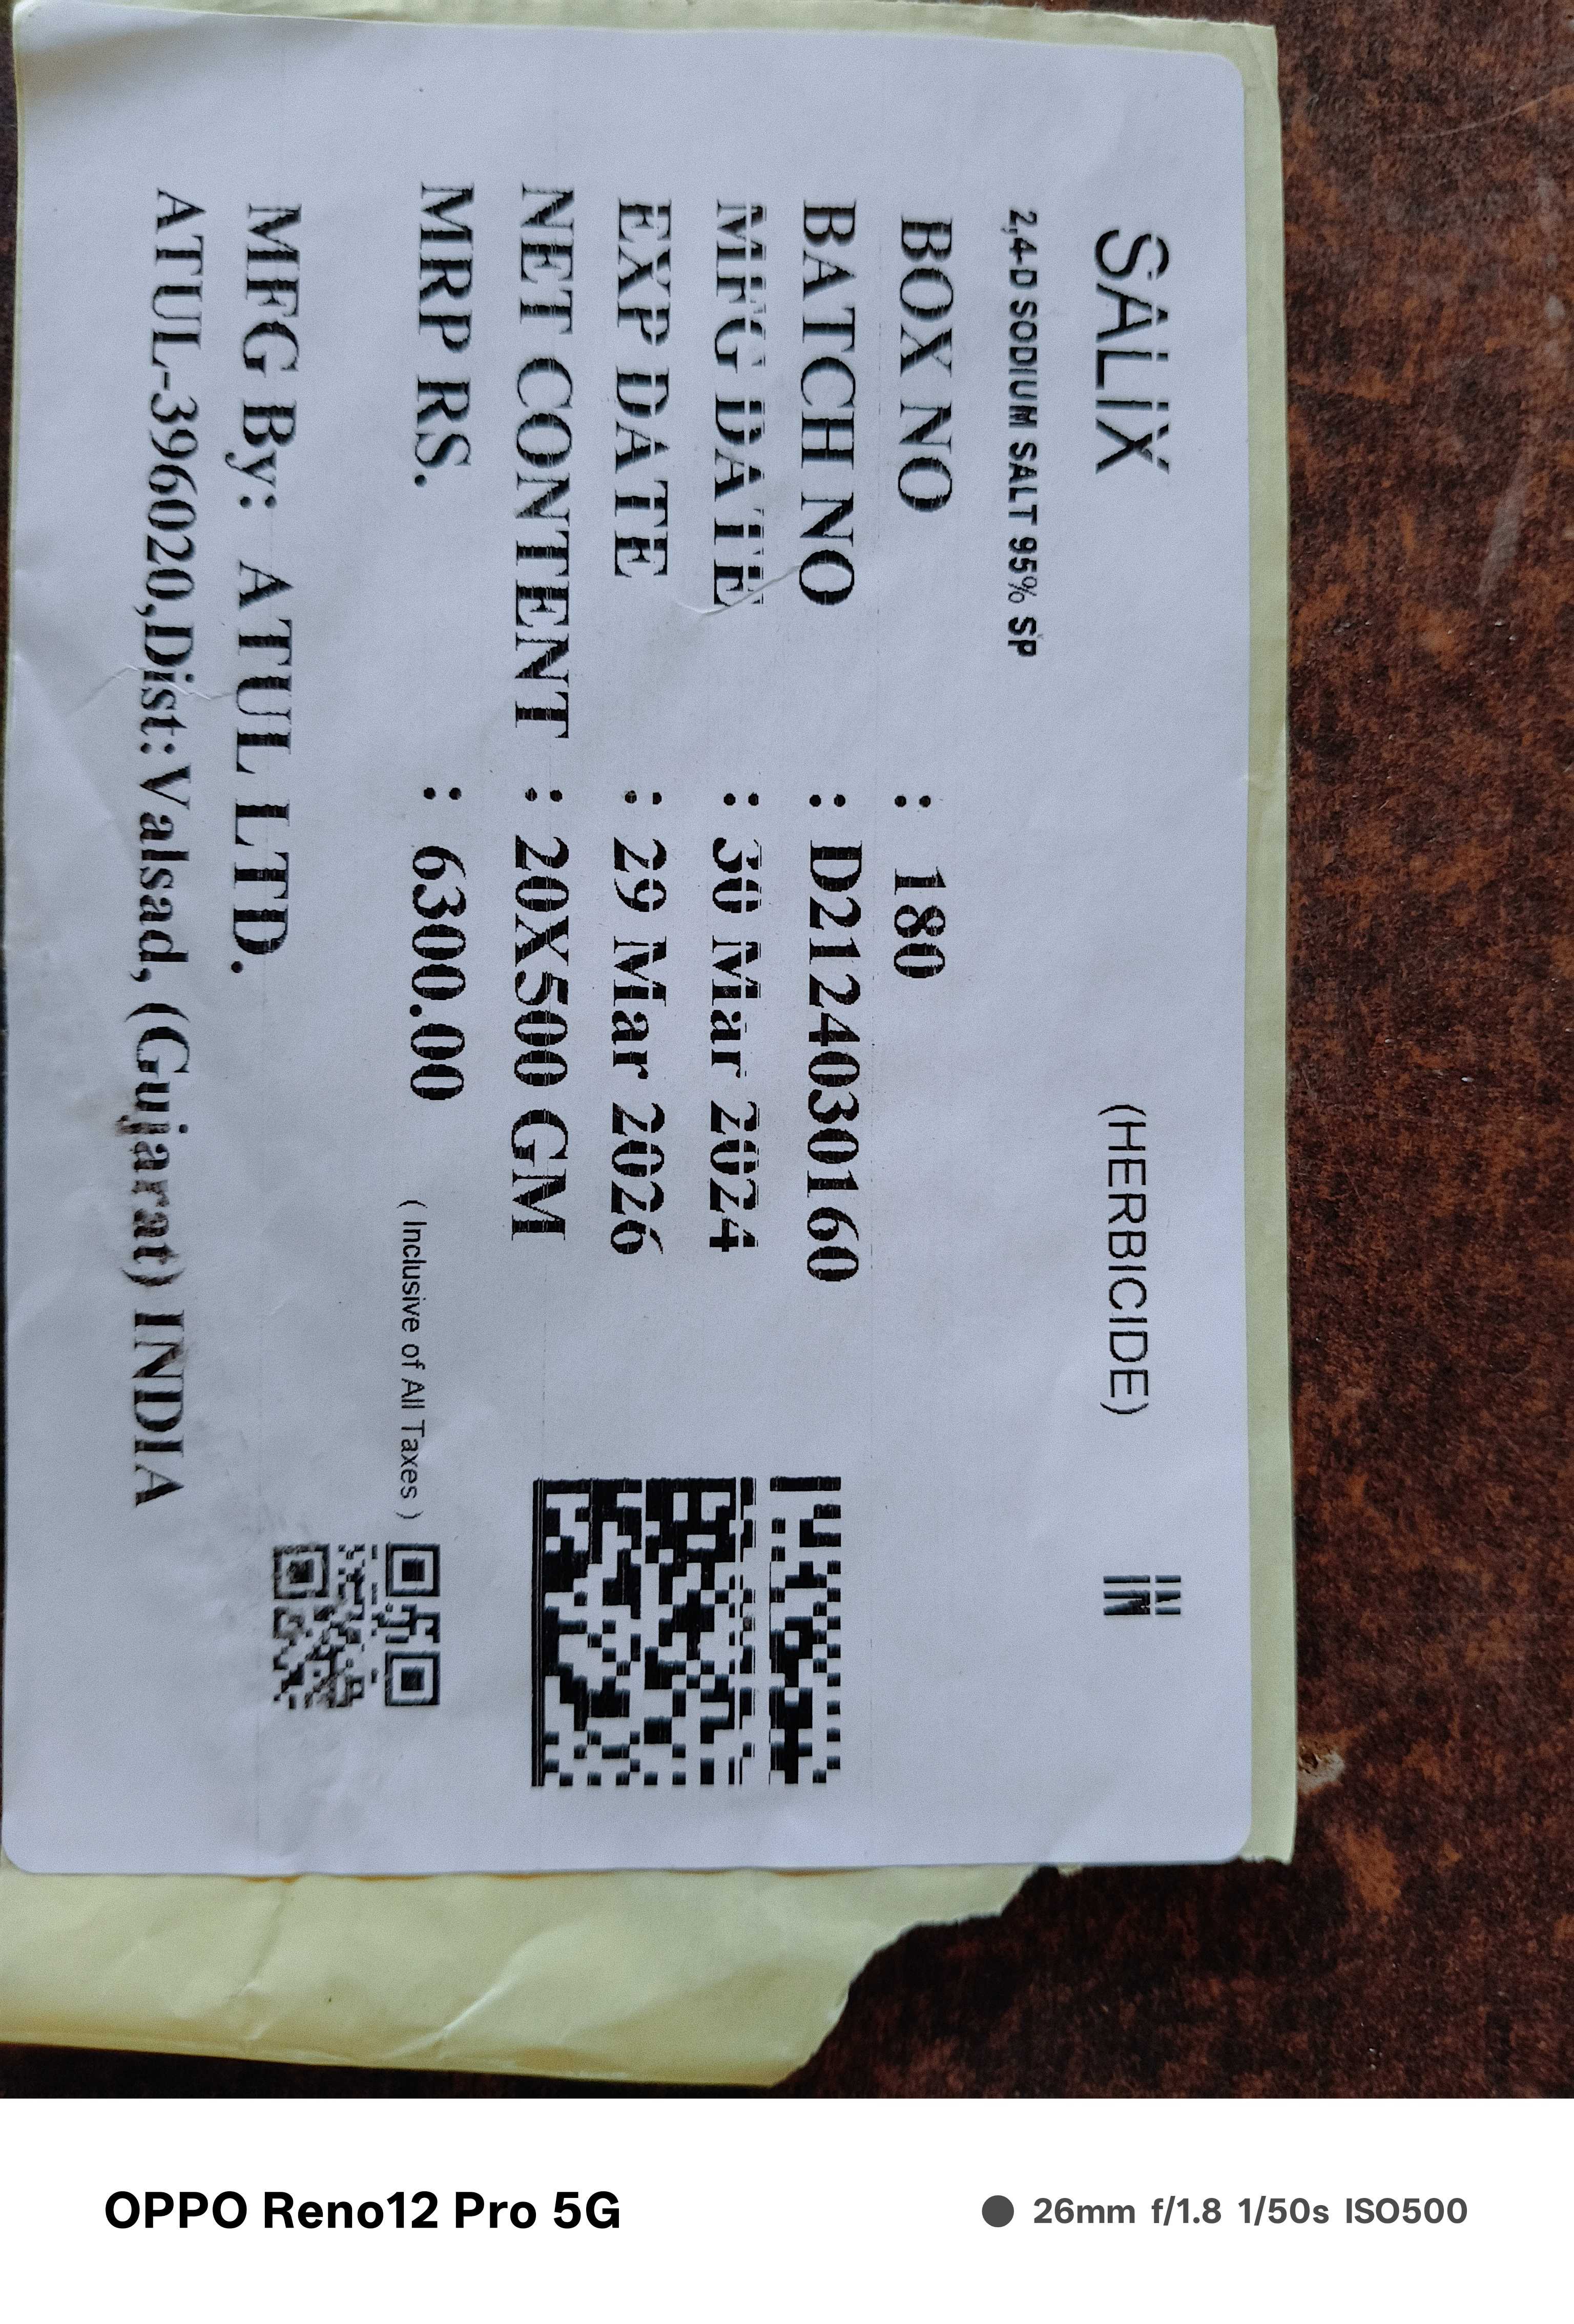 SALIX (HERBICIDE) IN
2,4-D SODIUM SALT 95% SP
BOX NO : 180
BATCH NO : D2124030160
MFG DATE : 30 Mar 2024
EXP DATE : 29 Mar 2026
NET CONTENT : 20X500 GM
MRP RS. : 6300.00 ( Inclusive of All Taxes )
MFG By: ATUL LTD.
ATUL-396020,Dist:Valsad, (Gujarat) INDIA
OPPO Reno12 Pro 5G 26mm f/1.8 1/50s ISO500